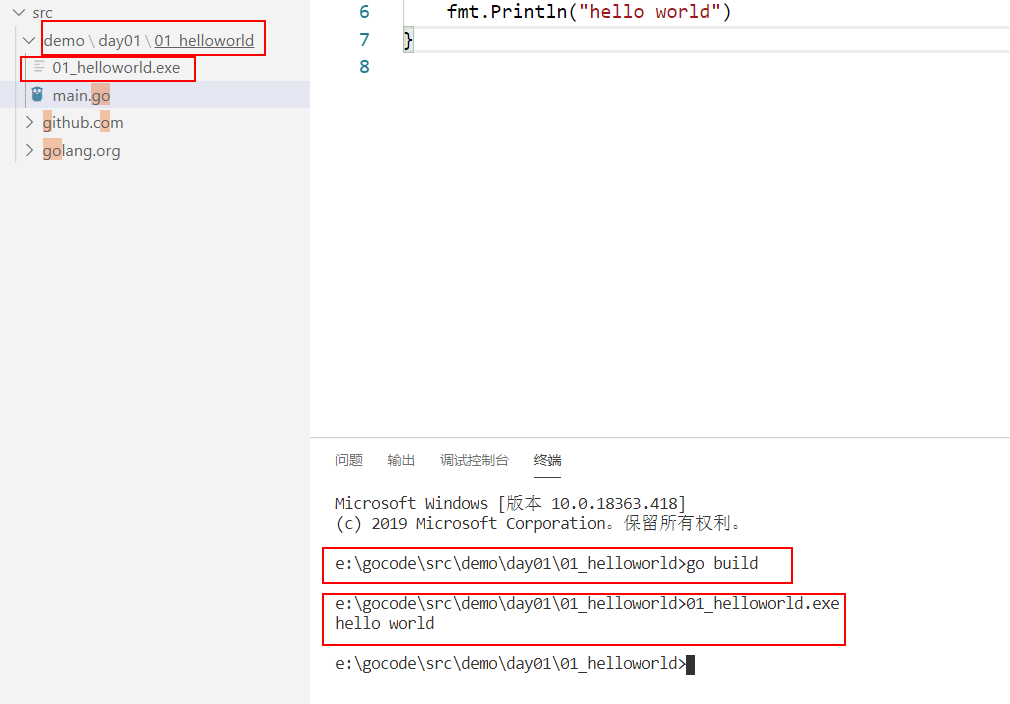 src
demo \ day01 \ 01_helloworld
01_helloworld.exe
main.go
github.com
golang.org
6 fmt.Println("hello world")
7 }
8
问题 输出 调试控制台 终端
Microsoft Windows [版本 10.0.18363.418]
(c) 2019 Microsoft Corporation。保留所有权利。
e:\gocode\src\demo\day01\01_helloworld>go build
e:\gocode\src\demo\day01\01_helloworld>01_helloworld.exe
hello world
e:\gocode\src\demo\day01\01_helloworld>